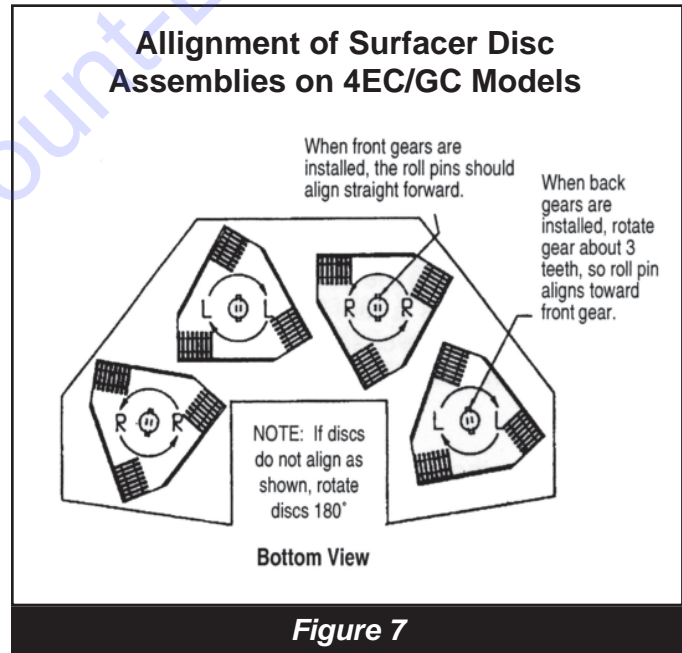 Allignment of Surfacer Disc
Assemblies on 4EC/GC Models
When front gears are
installed, the roll pins should
align straight forward.
When back
gears are
installed, rotate
gear about 3
teeth, so roll pin
aligns toward
front gear.
L L
R R
R R
L L
NOTE: If discs
do not align as
shown, rotate
discs 180°
Bottom View
Figure 7